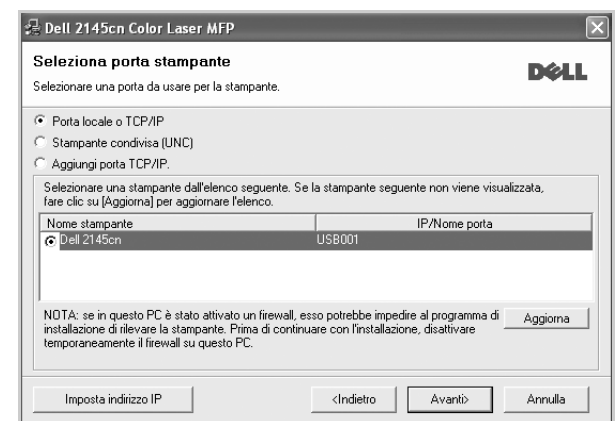 Dell 2145cn Color Laser MFP
Seleziona porta stampante
Selezionare una porta da usare per la stampante.
DELL
Porta locale o TCP/IP
Stampante condivisa (UNC)
Aggiungi porta TCP/IP.
Selezionare una stampante dall'elenco seguente. Se la stampante seguente non viene visualizzata,
fare clic su [Aggiorna] per aggiornare l'elenco.
Nome stampante IP/Nome porta
Dell 2145cn USB001
NOTA: se in questo PC è stato attivato un firewall, esso potrebbe impedire al programma di
installazione di rilevare la stampante. Prima di continuare con l'installazione, disattivare
temporaneamente il firewall su questo PC.
Aggiorna
Imposta indirizzo IP <Indietro Avanti> Annulla